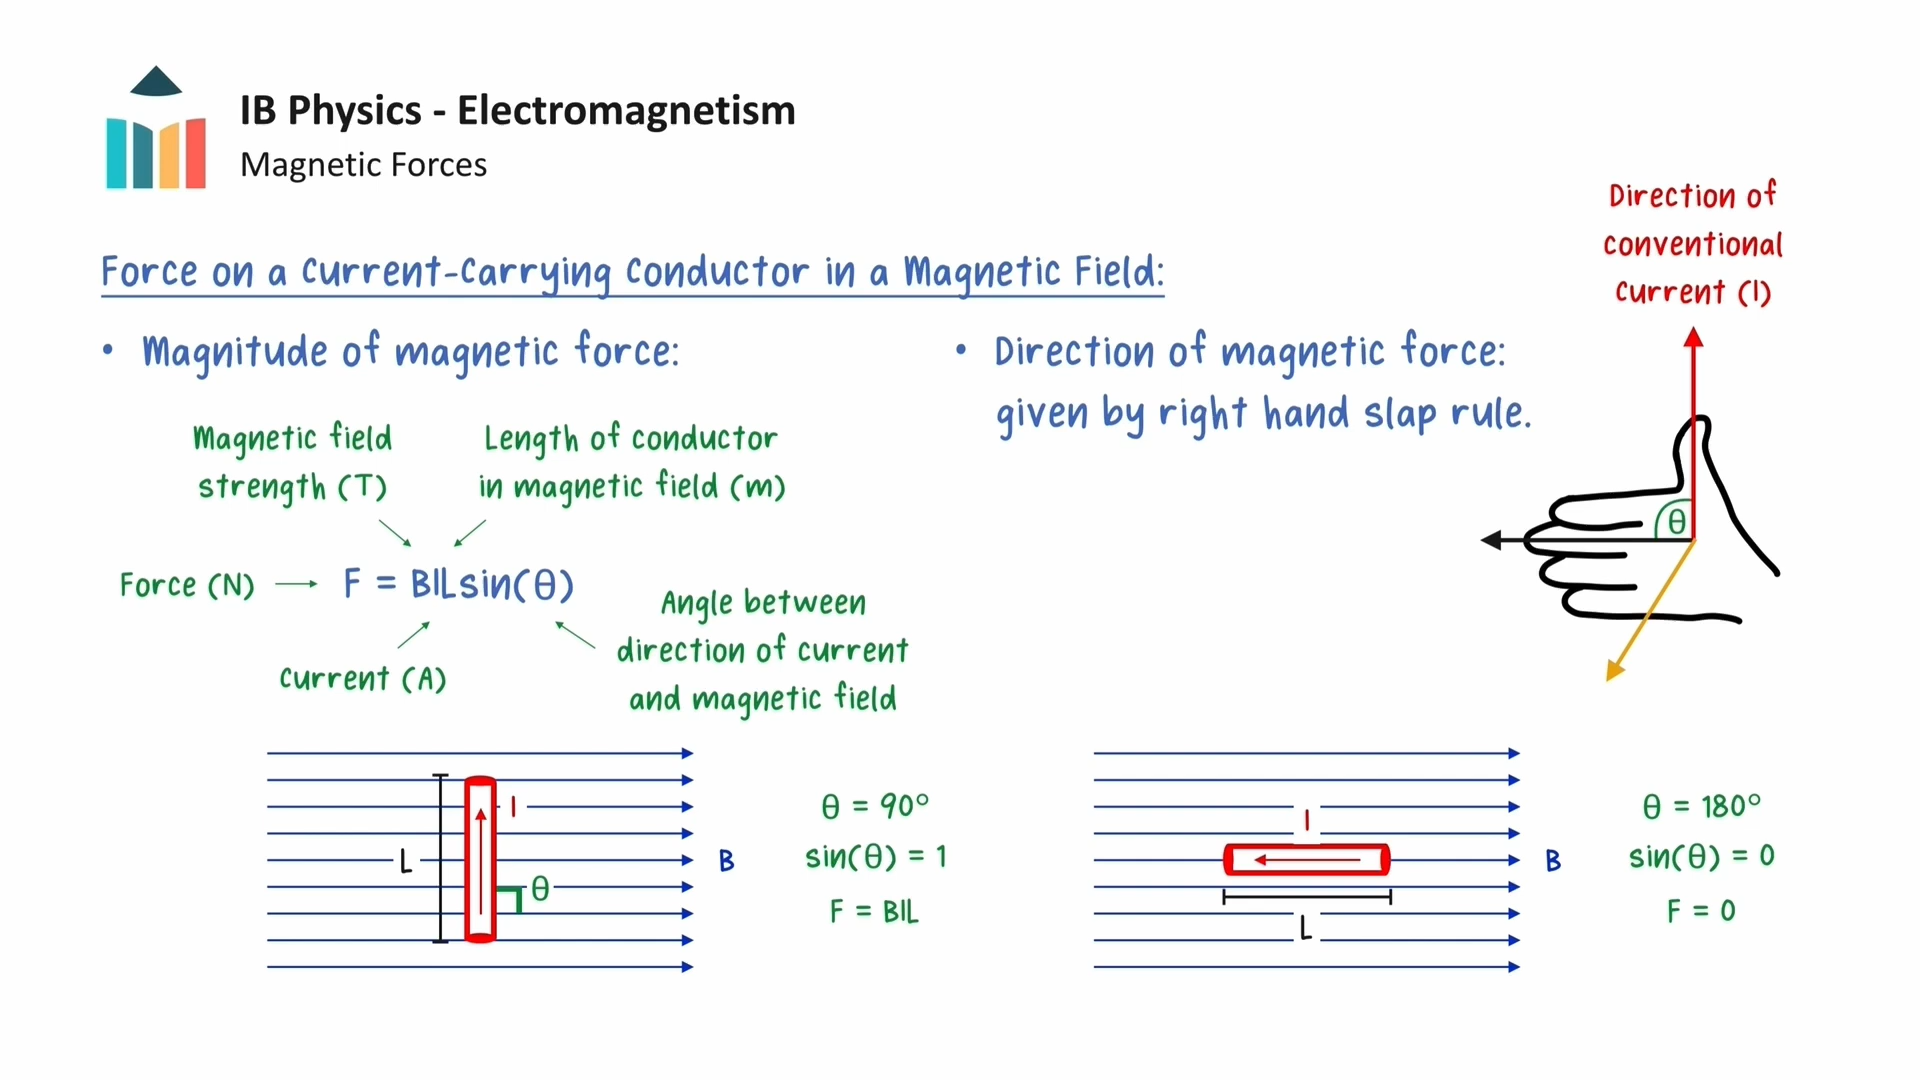 IB Physics - Electromagnetism
Magnetic Forces
Force on a Current-Carrying Conductor in a Magnetic Field:
• Magnitude of magnetic force:
Magnetic field
strength (T)
Length of conductor
in magnetic field (m)
Force (N)
F = BILsin(θ)
Current (A)
Angle between
direction of current
and magnetic field
• Direction of magnetic force:
given by right hand slap rule.
Direction of
conventional
current (I)
θ
I
L
θ
B
θ = 90°
sin(θ) = 1
F = BIL
I
L
B
θ = 180°
sin(θ) = 0
F = 0